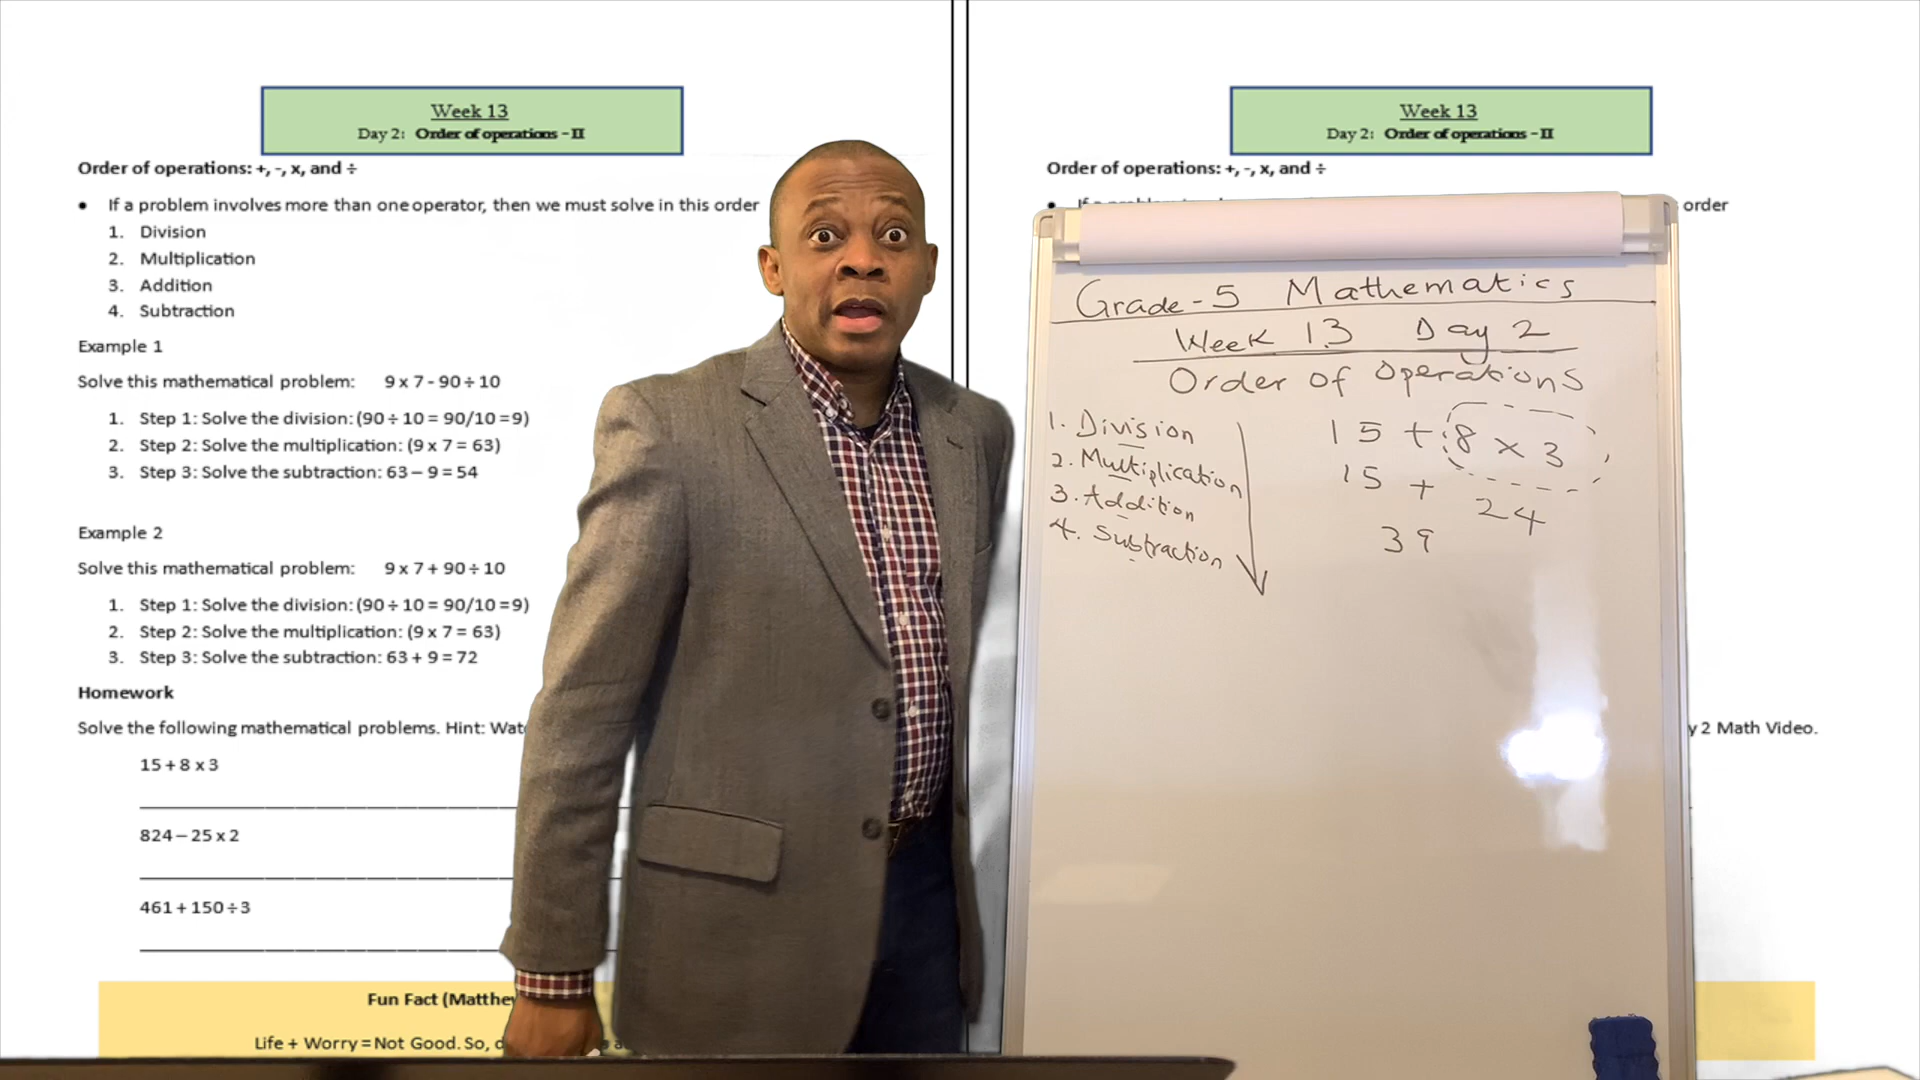 Week 13
Day 2: Order of operations - II
Order of operations: +, -, x, and ÷
• If a problem involves more than one operator, then we must solve in this order
1. Division
2. Multiplication
3. Addition
4. Subtraction
Example 1
Solve this mathematical problem: 9 x 7 - 90 ÷ 10
1. Step 1: Solve the division: (90 ÷ 10 = 90/10 = 9)
2. Step 2: Solve the multiplication: (9 x 7 = 63)
3. Step 3: Solve the subtraction: 63 – 9 = 54
Example 2
Solve this mathematical problem: 9 x 7 + 90 ÷ 10
1. Step 1: Solve the division: (90 ÷ 10 = 90/10 = 9)
2. Step 2: Solve the multiplication: (9 x 7 = 63)
3. Step 3: Solve the subtraction: 63 + 9 = 72
Homework
Solve the following mathematical problems. Hint:
15 + 8 x 3
824 – 25 x 2
461 + 150 ÷ 3
Fun Fact
Life + Worry = Not Good. So,
Week 13
Day 2: Order of operations - II
Order of operations: +, -, x, and ÷
order
2 Math Video.
Grade-5 Mathematics
Week 13 Day 2
Order of Operations
1. Division
2. Multiplication
3. Addition
4. Subtraction
15 + 8 x 3
15 + 24
39